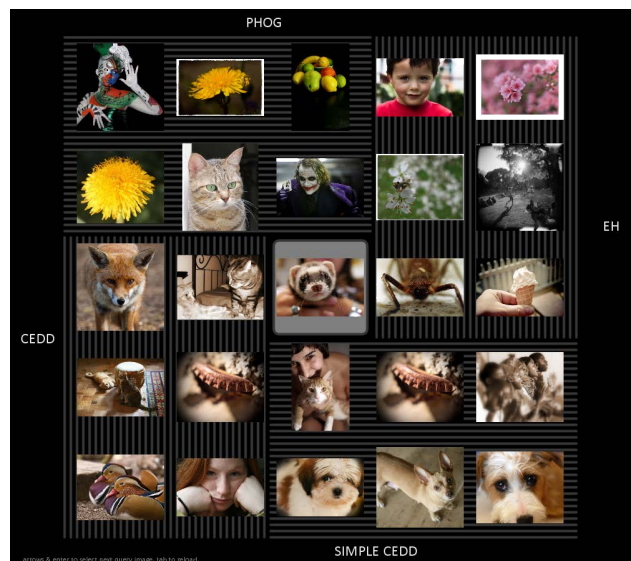 PHOG
EH
CEDD
SIMPLE CEDD
arrows & enter to select next query image, tab to reload